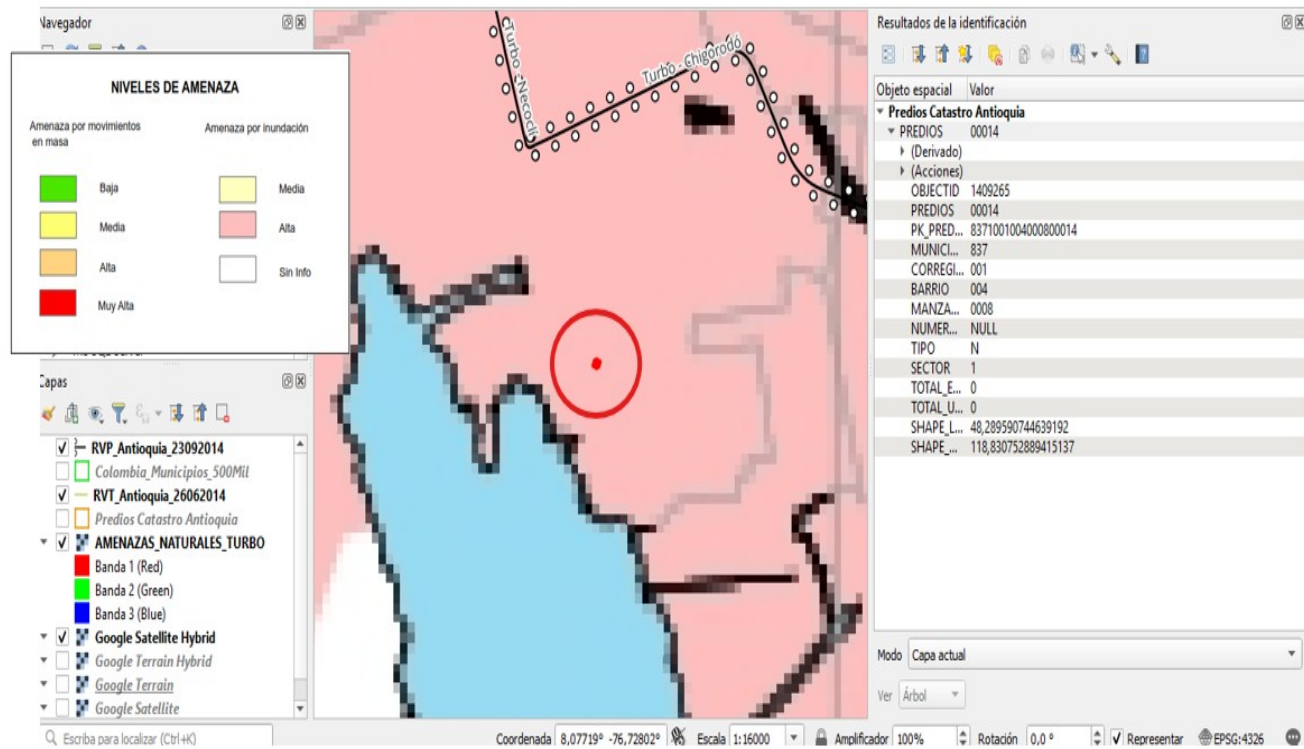 Navegador
NIVELES DE AMENAZA
Amenaza por movimientos
en masa
Baja
Media
Alta
Muy Alta
Amenaza por inundación
Media
Alta
Sin Info
Capas
RVP_Antioquia_23092014
Colombia_Municipios_500Mil
RVT_Antioquia_26062014
Predios Catastro Antioquia
AMENAZAS_NATURALES_TURBO
Banda 1 (Red)
Banda 2 (Green)
Banda 3 (Blue)
Google Satellite Hybrid
Google Terrain Hybrid
Google Terrain
Google Satellite
Turbo - Necoclí
Turbo - Chigorodó
Resultados de la identificación
Objeto espacial Valor
Predios Catastro Antioquia
PREDIOS 00014
(Derivado)
(Acciones)
OBJECTID 1409265
PREDIOS 00014
PK_PRED... 8371001004000800014
MUNICI... 837
CORREGI... 001
BARRIO 004
MANZA... 0008
NUMER... NULL
TIPO N
SECTOR 1
TOTAL_E... 0
TOTAL_U... 0
SHAPE_L... 48,289590744639192
SHAPE_... 118,830752889415137
Modo Capa actual
Ver Árbol
Escriba para localizar (Ctrl+K)
Coordenada 8,07719° -76,72802° Escala 1:16000 Amplificador 100% Rotación 0,0 ° Representar EPSG:4326